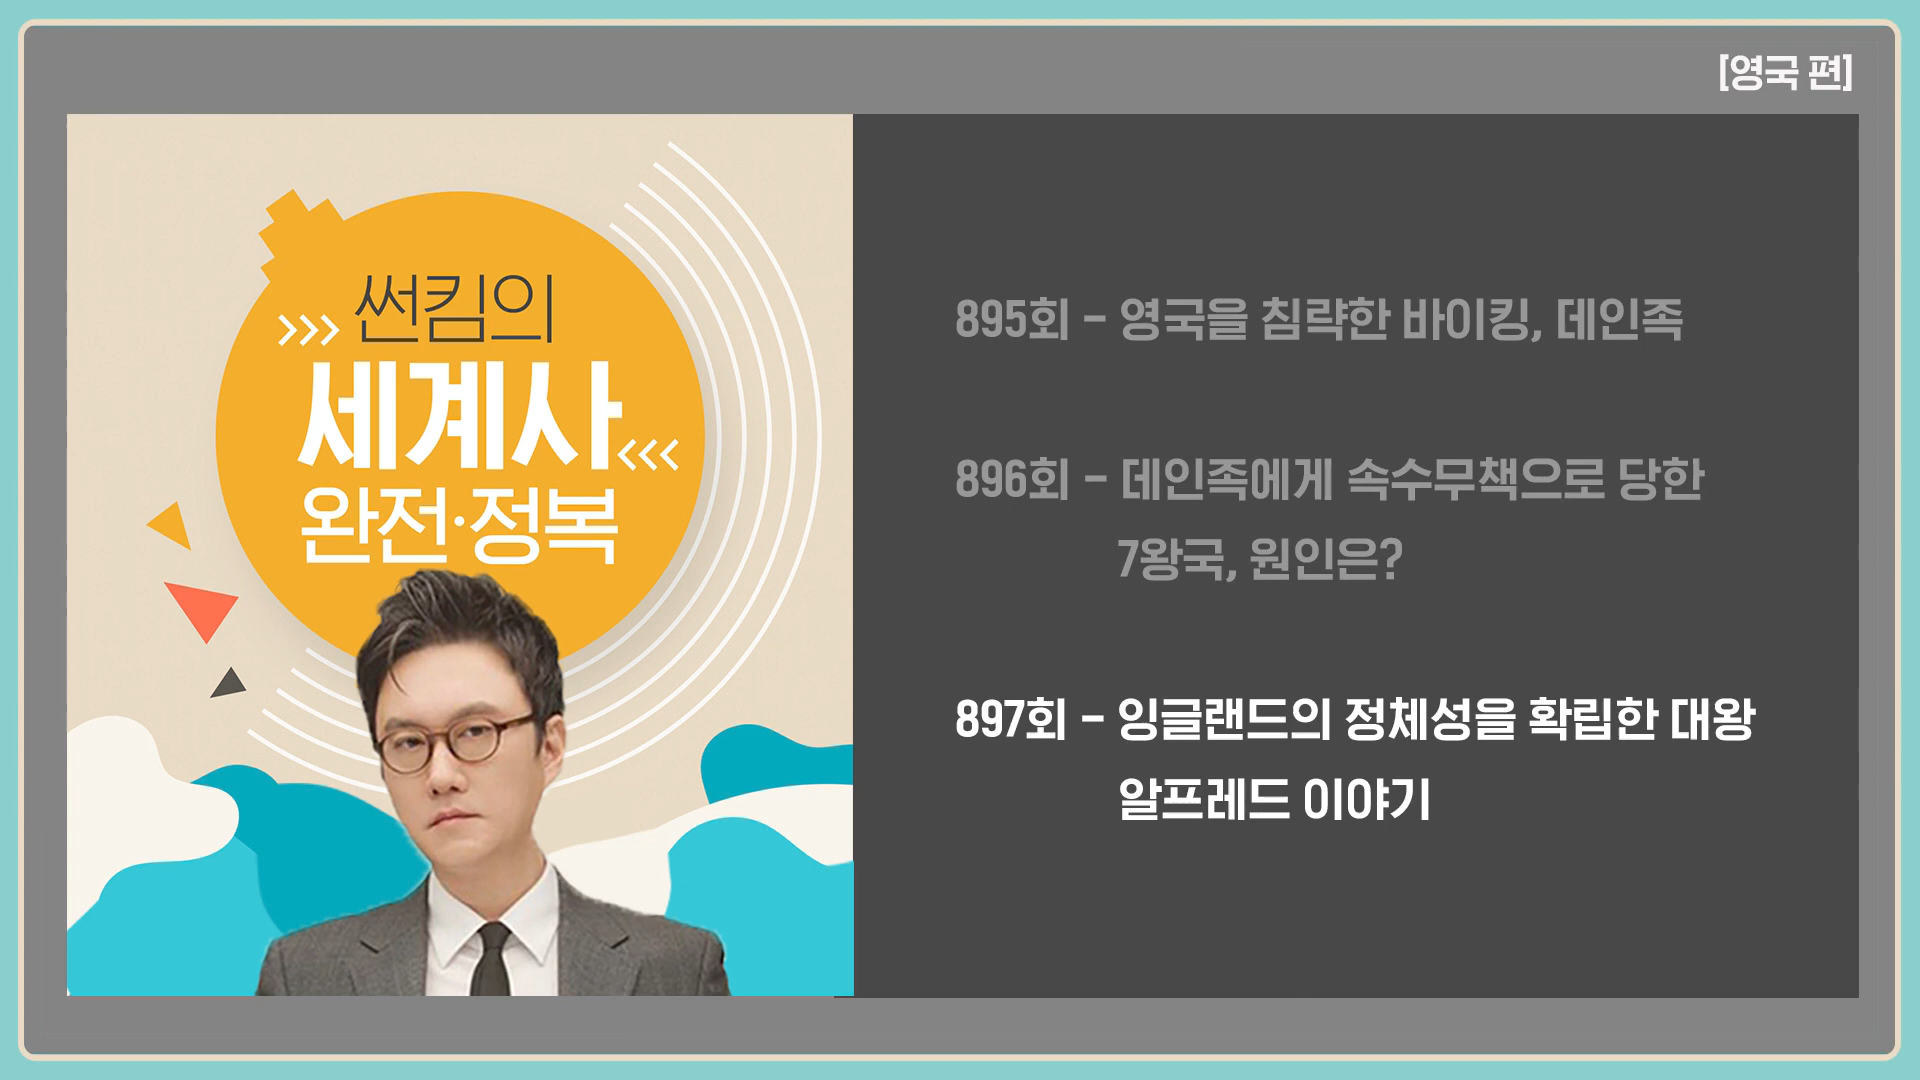 [영국 편]
썬킴의
세계사
완전·정복
895회 - 영국을 침략한 바이킹, 데인족
896회 - 데인족에게 속수무책으로 당한
7왕국, 원인은?
897회 - 잉글랜드의 정체성을 확립한 대왕
알프레드 이야기